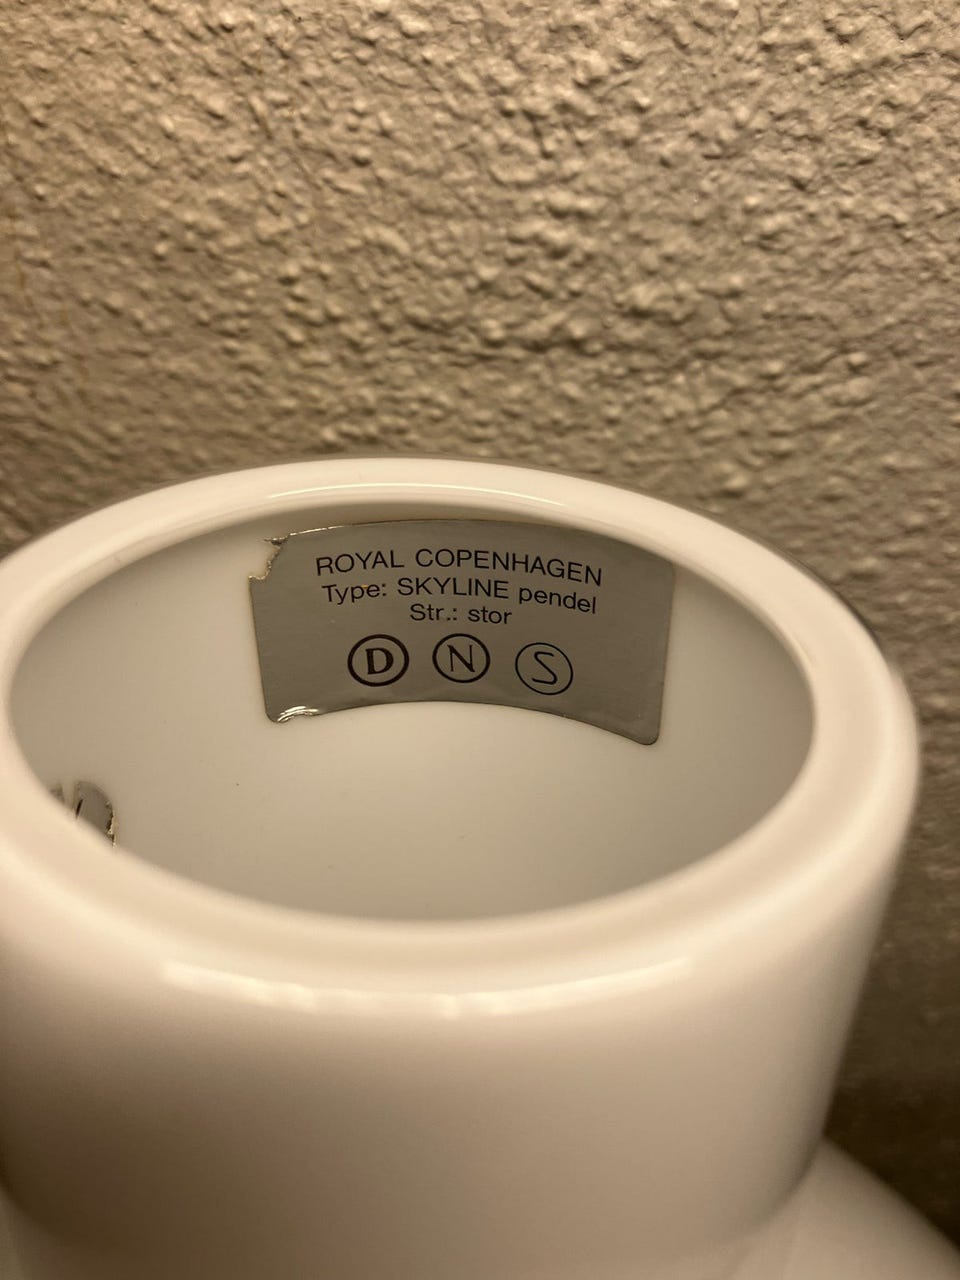 ROYAL COPENHAGEN
Type: SKYLINE pendel
Str.: stor
D N S